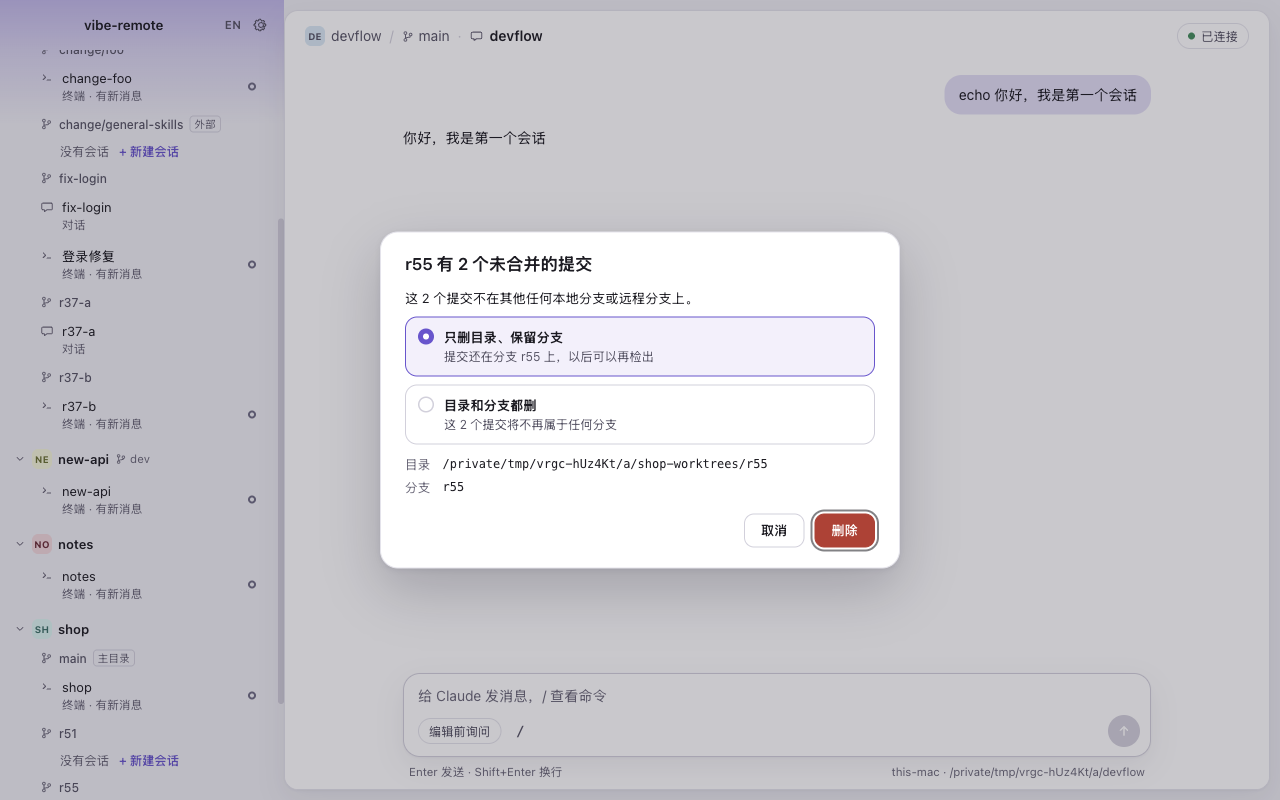 vibe-remote
EN
change/foo
change-foo
终端 · 有新消息
change/general-skills 外部
没有会话 + 新建会话
fix-login
fix-login
对话
登录修复
终端 · 有新消息
r37-a
r37-a
对话
r37-b
r37-b
终端 · 有新消息
NE new-api dev
new-api
终端 · 有新消息
NO notes
notes
终端 · 有新消息
SH shop
main 主目录
shop
终端 · 有新消息
r51
没有会话 + 新建会话
r55
DE devflow / main · devflow
已连接
echo 你好，我是第一个会话
你好，我是第一个会话
r55 有 2 个未合并的提交
这 2 个提交不在其他任何本地分支或远程分支上。
只删目录、保留分支
提交还在分支 r55 上，以后可以再检出
目录和分支都删
这 2 个提交将不再属于任何分支
目录 /private/tmp/vrgc-hUz4Kt/a/shop-worktrees/r55
分支 r55
取消 删除
给 Claude 发消息，/ 查看命令
编辑前询问 /
Enter 发送 · Shift+Enter 换行
this-mac · /private/tmp/vrgc-hUz4Kt/a/devflow